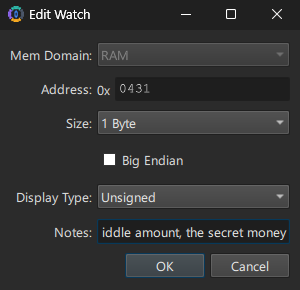 Edit Watch
Mem Domain: RAM
Address: 0x 0431
Size: 1 Byte
Big Endian
Display Type: Unsigned
Notes: iddle amount, the secret money
OK Cancel